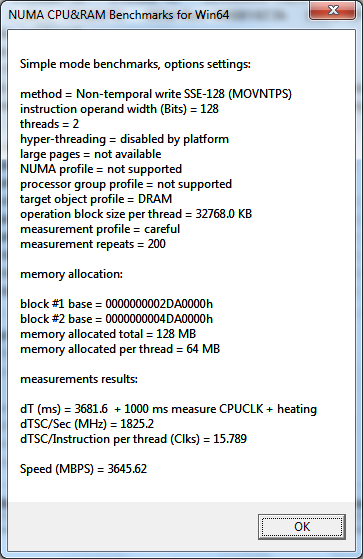 NUMA CPU&RAM Benchmarks for Win64
Simple mode benchmarks, options settings:
method = Non-temporal write SSE-128 (MOVNTPS)
instruction operand width (Bits) = 128
threads = 2
hyper-threading = disabled by platform
large pages = not available
NUMA profile = not supported
processor group profile = not supported
target object profile = DRAM
operation block size per thread = 32768.0 KB
measurement profile = careful
measurement repeats = 200
memory allocation:
block #1 base = 0000000002DA0000h
block #2 base = 0000000004DA0000h
memory allocated total = 128 MB
memory allocated per thread = 64 MB
measurements results:
dT (ms) = 3681.6  + 1000 ms measure CPUCLK + heating
dTSC/Sec (MHz) = 1825.2
dTSC/Instruction per thread (Clks) = 15.789
Speed (MBPS) = 3645.62
OK